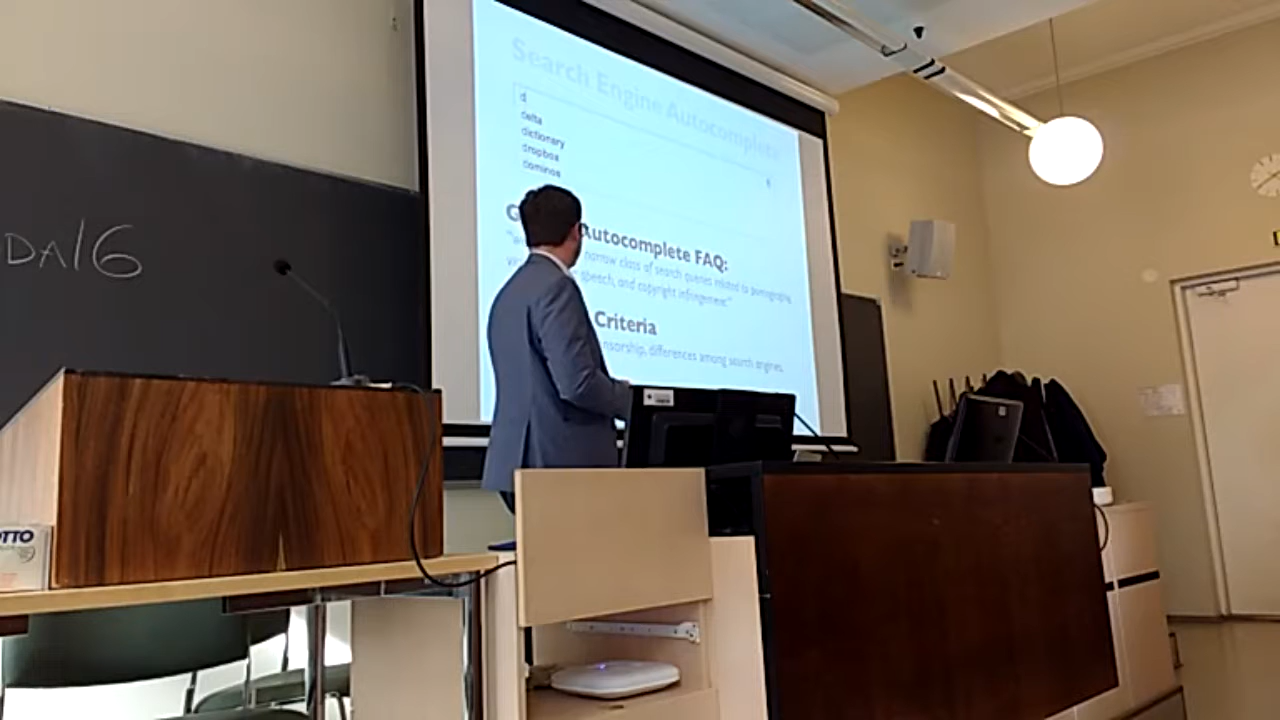 Search Engine Autocomplete
d
delta
dictionary
dropbox
dominos
Autocomplete FAQ:
narrow class of search queries related to pornography,
speech, and copyright infringement."
Criteria
differences among search engines.
DA16
OTTO